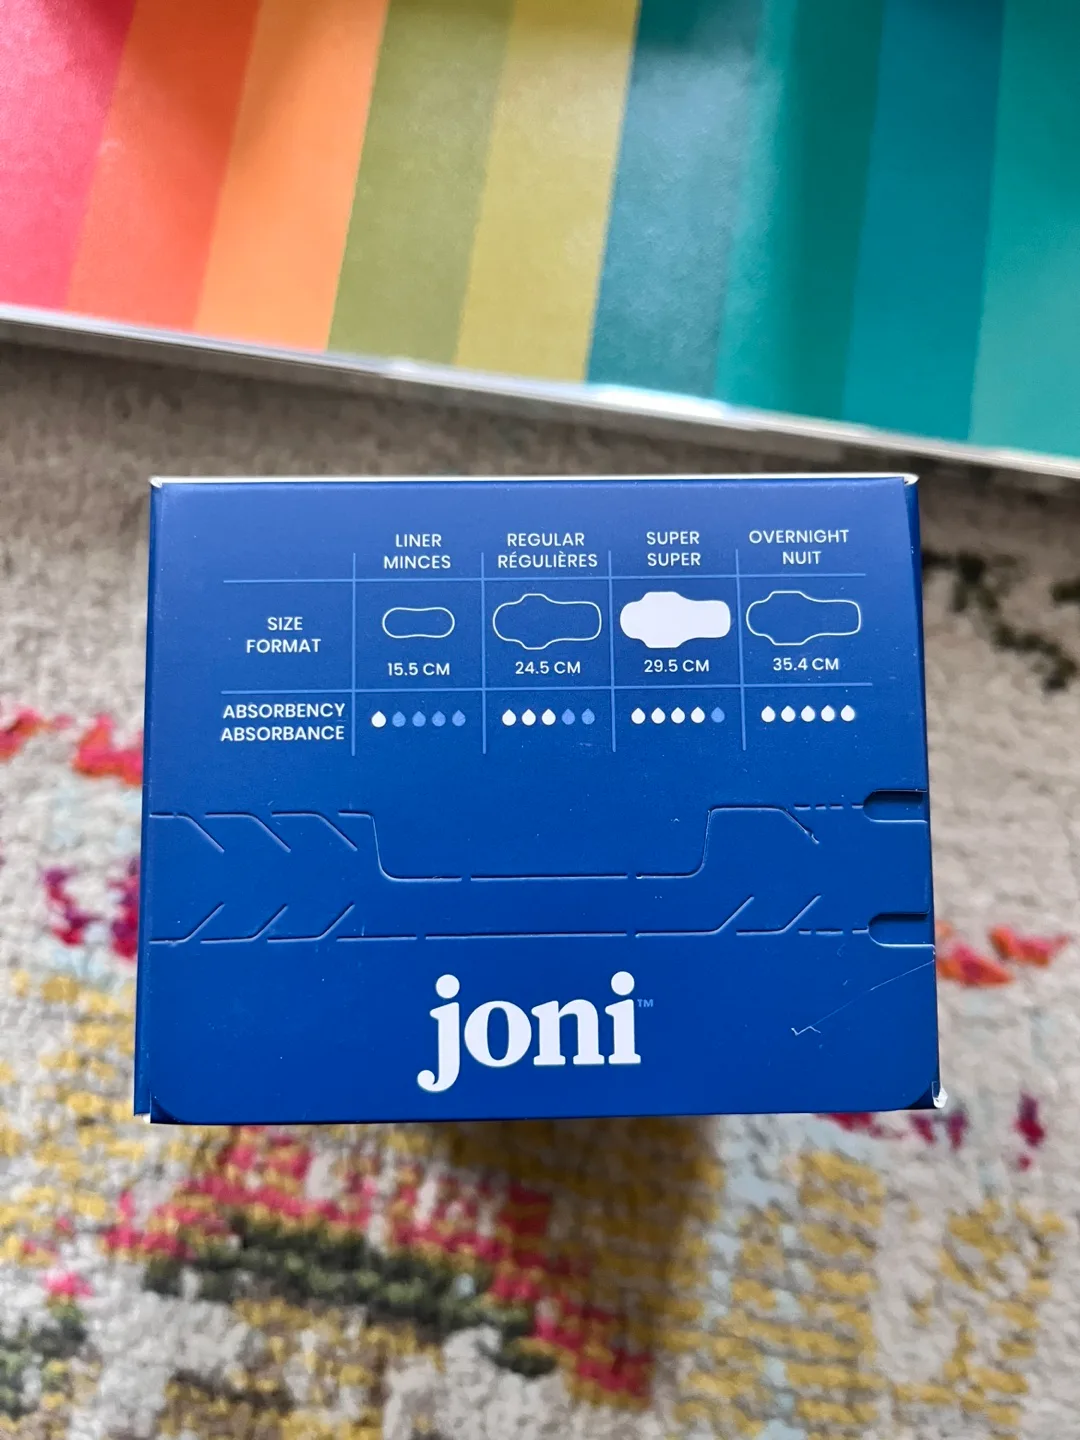 LINER REGULAR SUPER OVERNIGHT
MINCES RÉGULIÈRES SUPER NUIT
SIZE
FORMAT
15.5 CM 24.5 CM 29.5 CM 35.4 CM
ABSORBENCY
ABSORBANCE
joni™